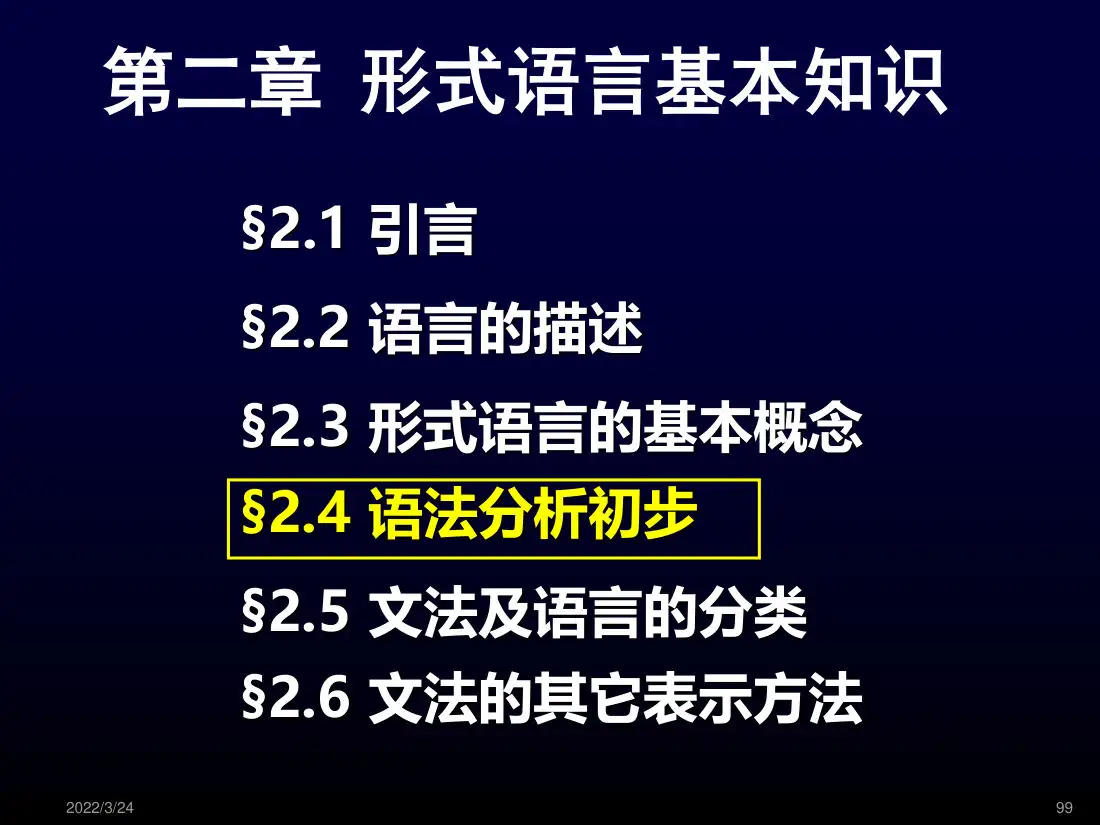 第二章 形式语言基本知识
§2.1 引言
§2.2 语言的描述
§2.3 形式语言的基本概念
§2.4 语法分析初步
§2.5 文法及语言的分类
§2.6 文法的其它表示方法
2022/3/24
99